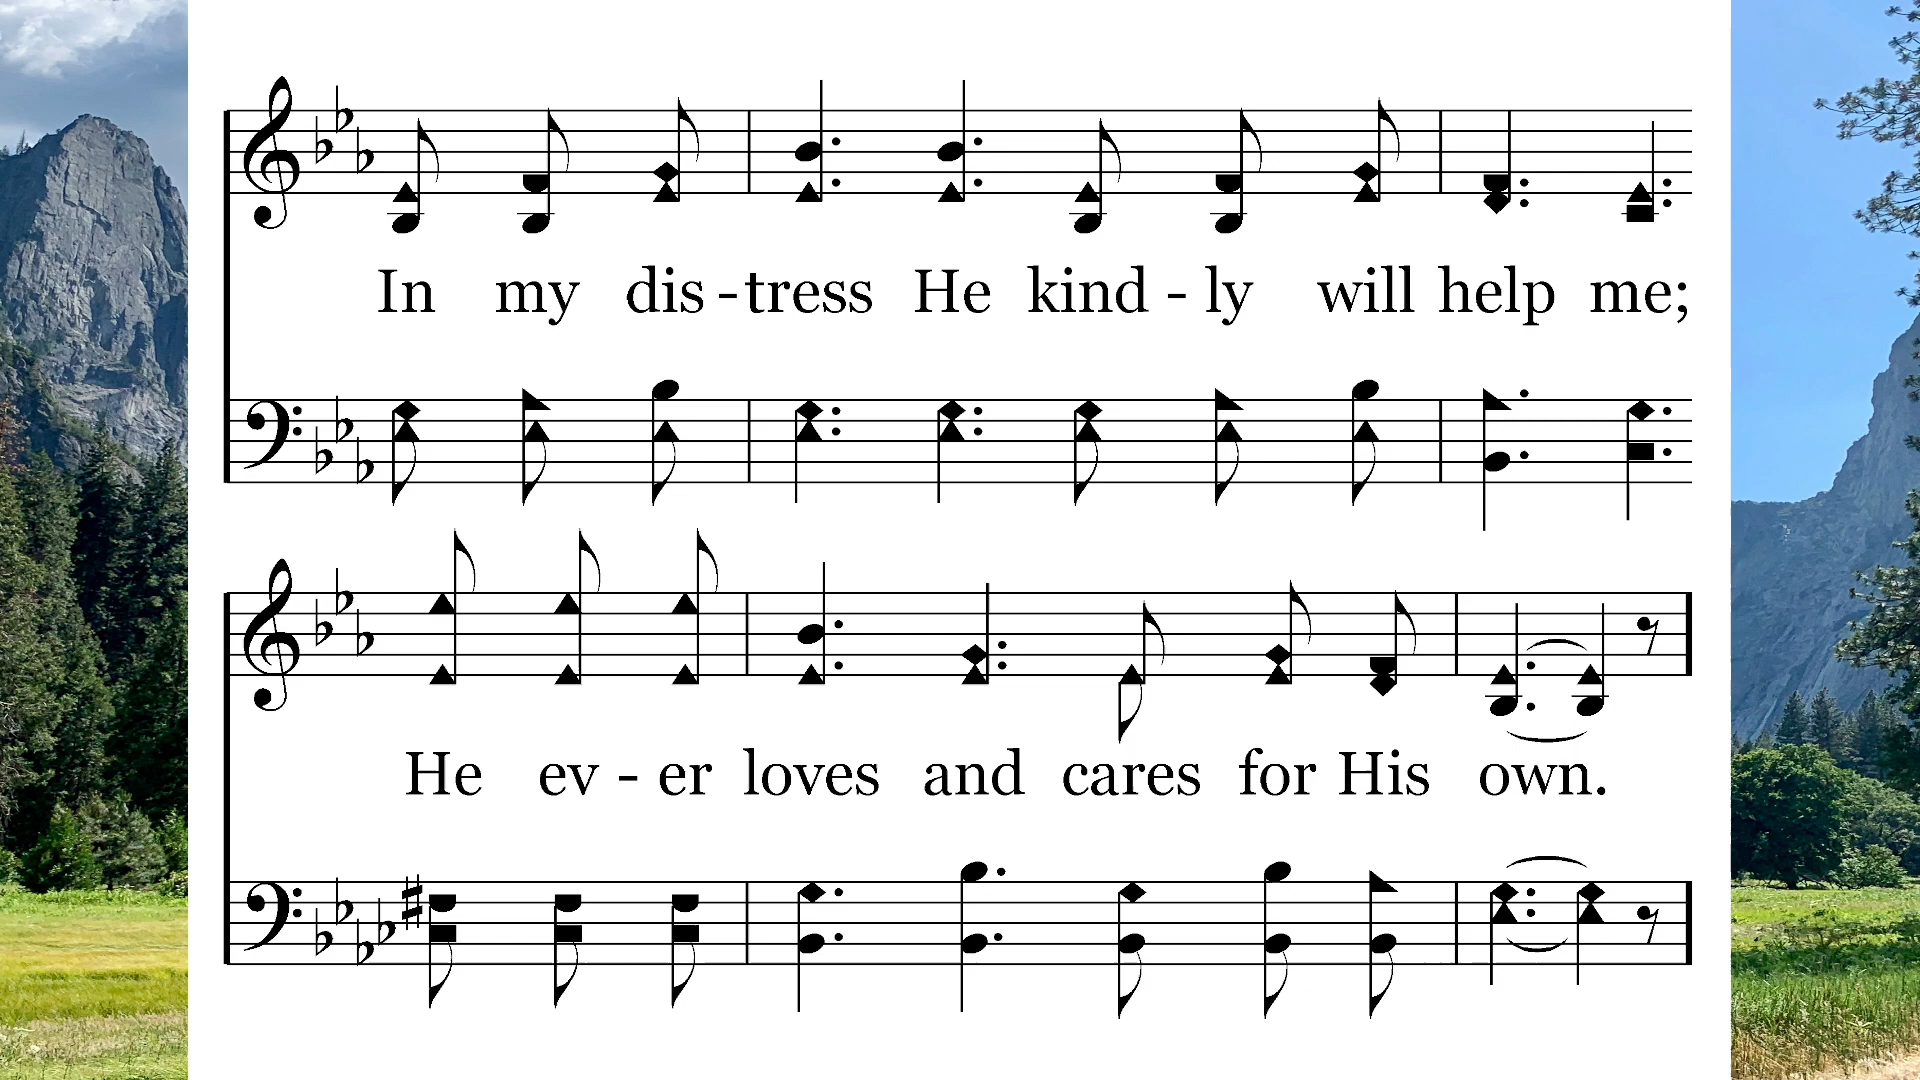 In my dis - tress He kind - ly will help me;
He ev - er loves and cares for His own.